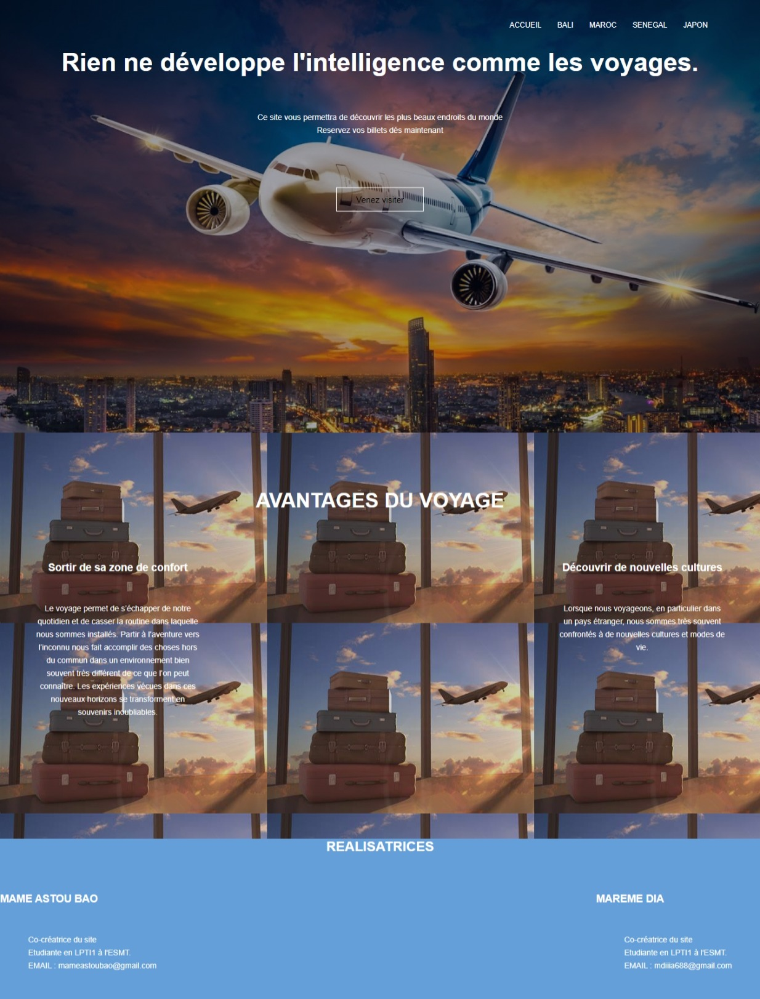 ACCUEIL BALI MAROC SENEGAL JAPON
Rien ne développe l'intelligence comme les voyages.
Ce site vous permettra de découvrir les plus beaux endroits du monde
Reservez vos billets dés maintenant
Venez visiter
AVANTAGES DU VOYAGE
Sortir de sa zone de confort
Le voyage permet de s'échapper de notre
quotidien et de casser la routine dans laquelle
nous sommes installés. Partir à l'aventure vers
l'inconnu nous fait accomplir des choses hors
du commun dans un environnement bien
souvent très différent de ce que l'on peut
connaître. Les expériences vécues dans ces
nouveaux horizons se transforment en
souvenirs inoubliables.
Découvrir de nouvelles cultures
Lorsque nous voyageons, en particulier dans
un pays étranger, nous sommes très souvent
confrontés à de nouvelles cultures et modes de
vie.
REALISATRICES
MAME ASTOU BAO
Co-créatrice du site
Etudiante en LPTI1 à l'ESMT.
EMAIL : mameastoubao@gmail.com
MAREME DIA
Co-créatrice du site
Etudiante en LPTI1 à l'ESMT.
EMAIL : mdiiia688@gmail.com